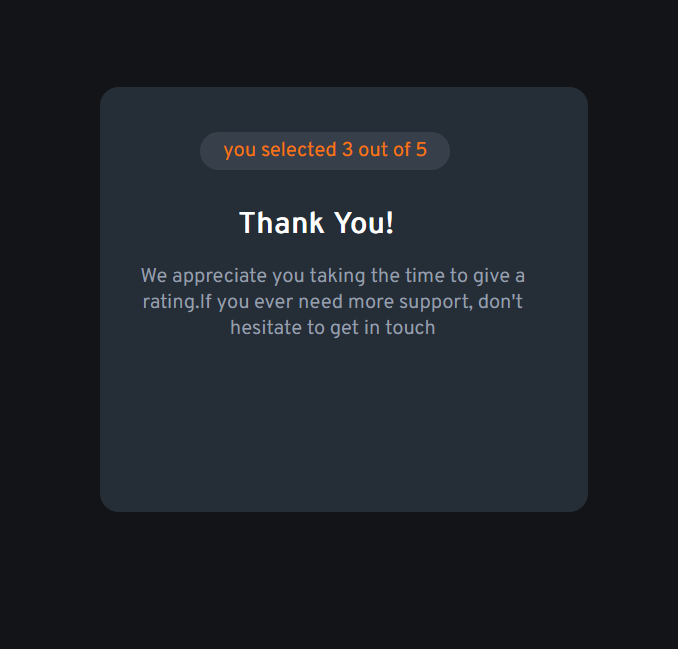 you selected 3 out of 5
Thank You!
We appreciate you taking the time to give a
rating.If you ever need more support, don't
hesitate to get in touch